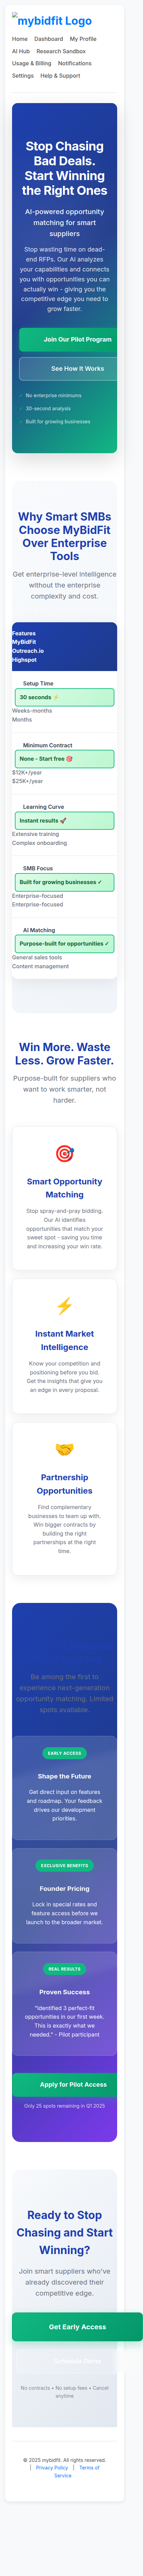 mybidfit Logo
Home Dashboard My Profile
AI Hub Research Sandbox
Usage & Billing Notifications
Settings Help & Support
Stop Chasing
Bad Deals.
Start Winning
the Right Ones
AI-powered opportunity
matching for smart
suppliers
Stop wasting time on dead-
end RFPs. Our AI analyzes
your capabilities and connects
you with opportunities you can
actually win - giving you the
competitive edge you need to
grow faster.
Join Our Pilot Program
See How It Works
✓ No enterprise minimums
✓ 30-second analysis
✓ Built for growing businesses
Why Smart SMBs
Choose MyBidFit
Over Enterprise
Tools
Get enterprise-level intelligence
without the enterprise
complexity and cost.
Features
MyBidFit
Outreach.io
Highspot
Setup Time
30 seconds ⚡
Weeks-months
Months
Minimum Contract
None - Start free 🎯
$12K+/year
$25K+/year
Learning Curve
Instant results 🚀
Extensive training
Complex onboarding
SMB Focus
Built for growing businesses ✓
Enterprise-focused
Enterprise-focused
AI Matching
Purpose-built for opportunities ✓
General sales tools
Content management
Win More. Waste
Less. Grow Faster.
Purpose-built for suppliers who
want to work smarter, not
harder.
Smart Opportunity
Matching
Stop spray-and-pray bidding.
Our AI identifies
opportunities that match your
sweet spot - saving you time
and increasing your win rate.
Instant Market
Intelligence
Know your competition and
positioning before you bid.
Get the insights that give you
an edge in every proposal.
Partnership
Opportunities
Find complementary
businesses to team up with.
Win bigger contracts by
building the right
partnerships at the right
time.
Be among the first to
experience next-generation
opportunity matching. Limited
spots available.
EARLY ACCESS
Shape the Future
Get direct input on features
and roadmap. Your feedback
drives our development
priorities.
EXCLUSIVE BENEFITS
Founder Pricing
Lock in special rates and
feature access before we
launch to the broader market.
REAL RESULTS
Proven Success
"Identified 3 perfect-fit
opportunities in our first week.
This is exactly what we
needed." - Pilot participant
Apply for Pilot Access
Only 25 spots remaining in Q1 2025
Ready to Stop
Chasing and Start
Winning?
Join smart suppliers who've
already discovered their
competitive edge.
Get Early Access
No contracts • No setup fees • Cancel
anytime
© 2025 mybidfit. All rights reserved.
| Privacy Policy | Terms of
Service